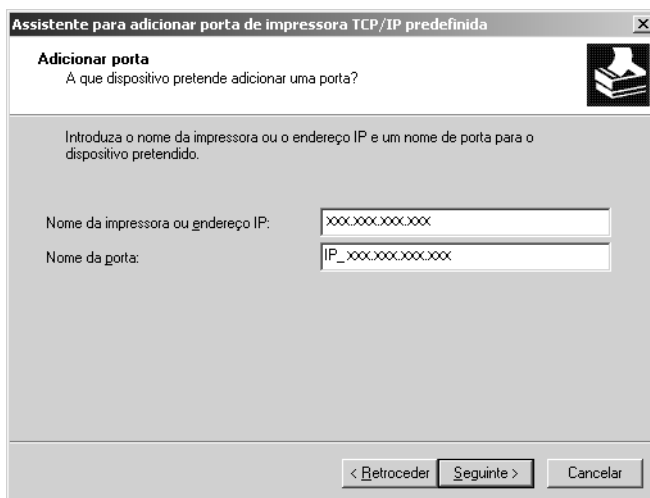 Assistente para adicionar porta de impressora TCP/IP predefinida
Adicionar porta
A que dispositivo pretende adicionar uma porta?
Introduza o nome da impressora ou o endereço IP e um nome de porta para o
dispositivo pretendido.
Nome da impressora ou endereço IP:
xxx.xxx.xxx.xxx
Nome da porta:
IP_xxx.xxx.xxx.xxx
< Retroceder
Seguinte >
Cancelar